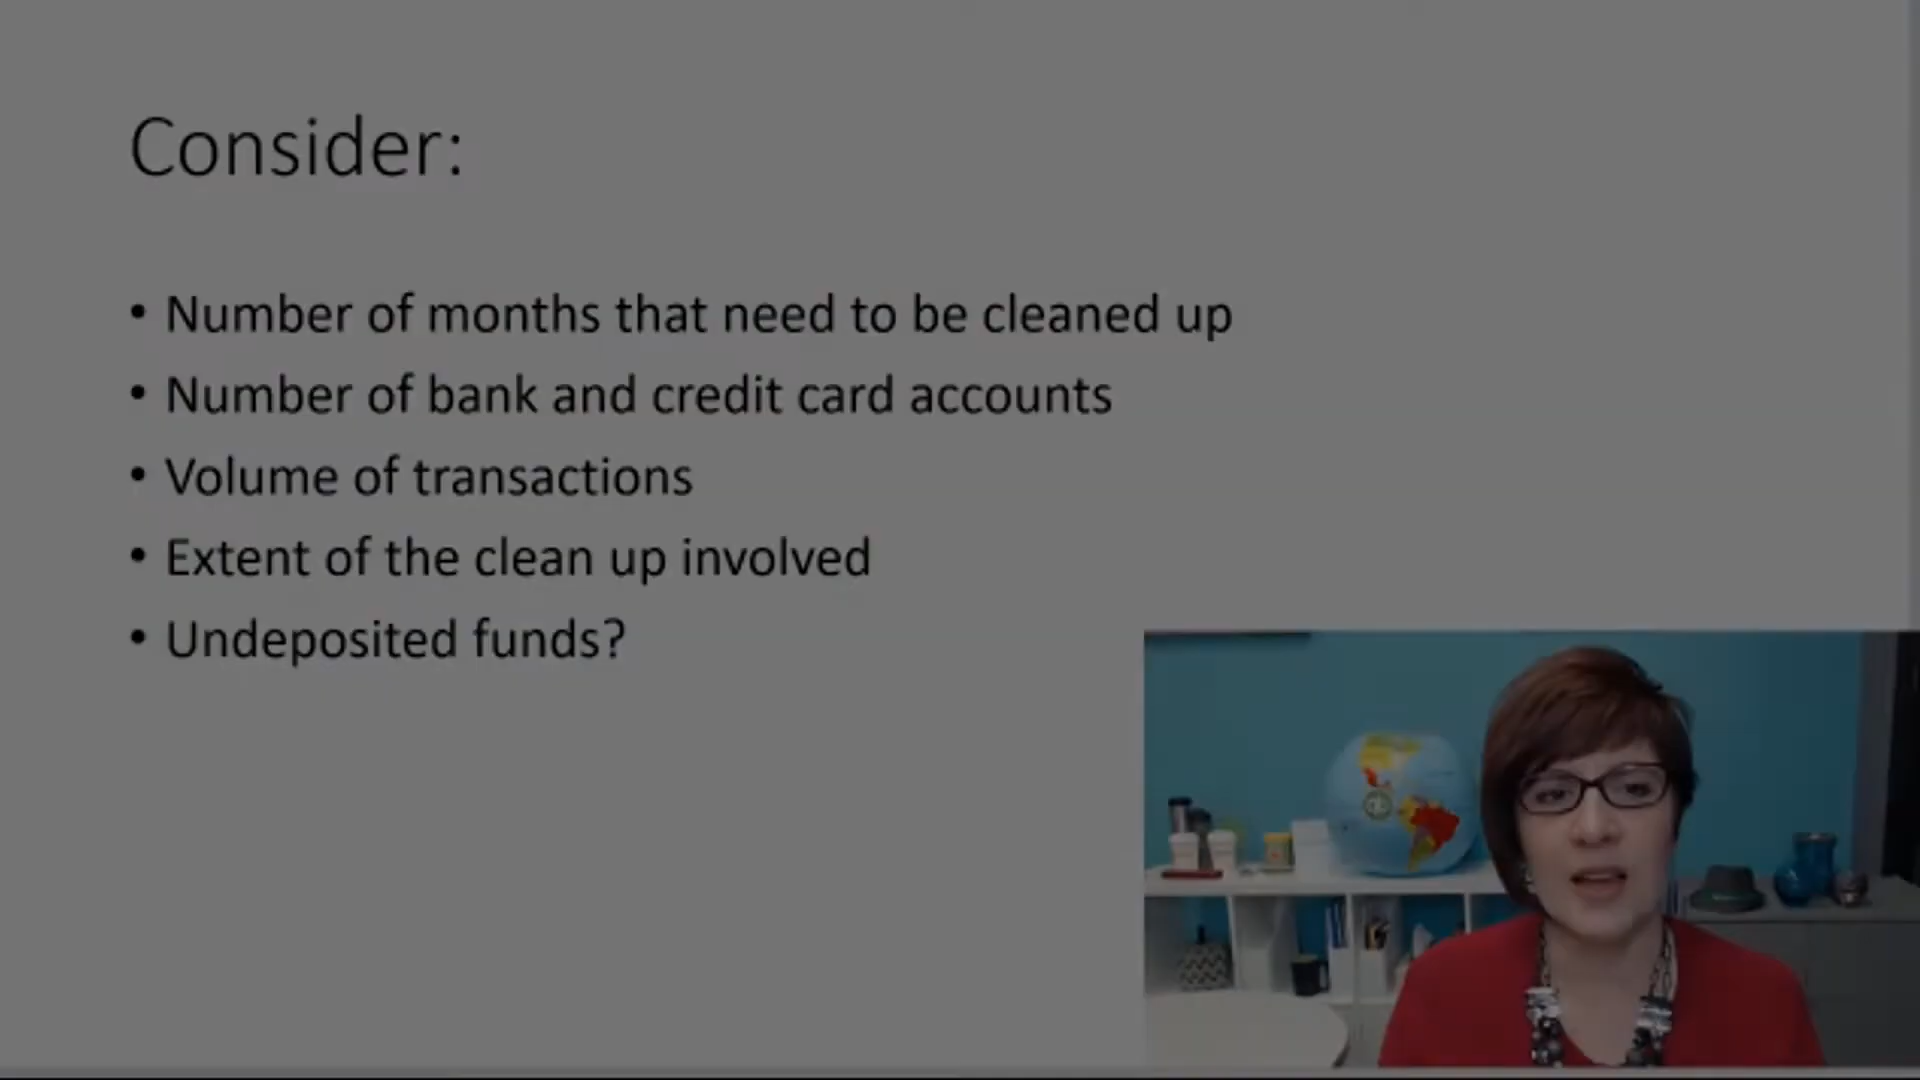 Consider:
• Number of months that need to be cleaned up
• Number of bank and credit card accounts
• Volume of transactions
• Extent of the clean up involved
• Undeposited funds?